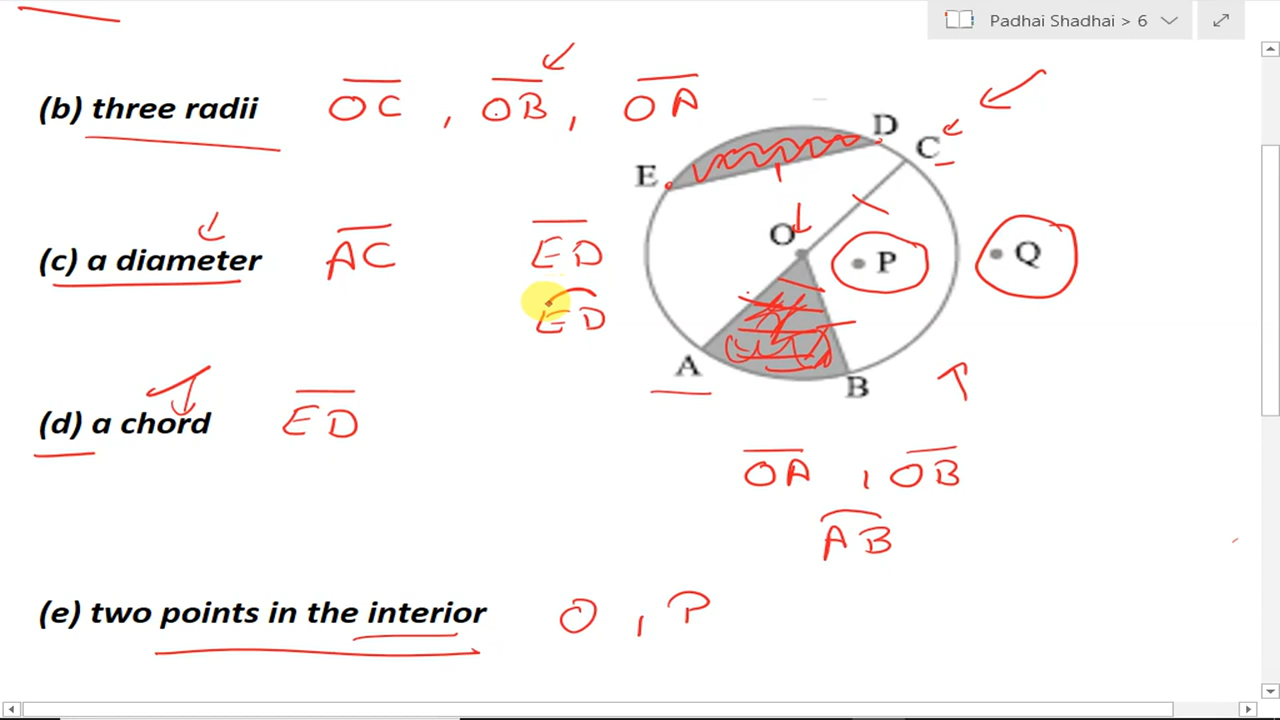 Padhai Shadhai > 6
(b) three radii OC , OB , OA
D
C
E
O
P
Q
(c) a diameter AC ED
ED
A
B
(d) a chord ED
OA , OB
AB
(e) two points in the interior O , P